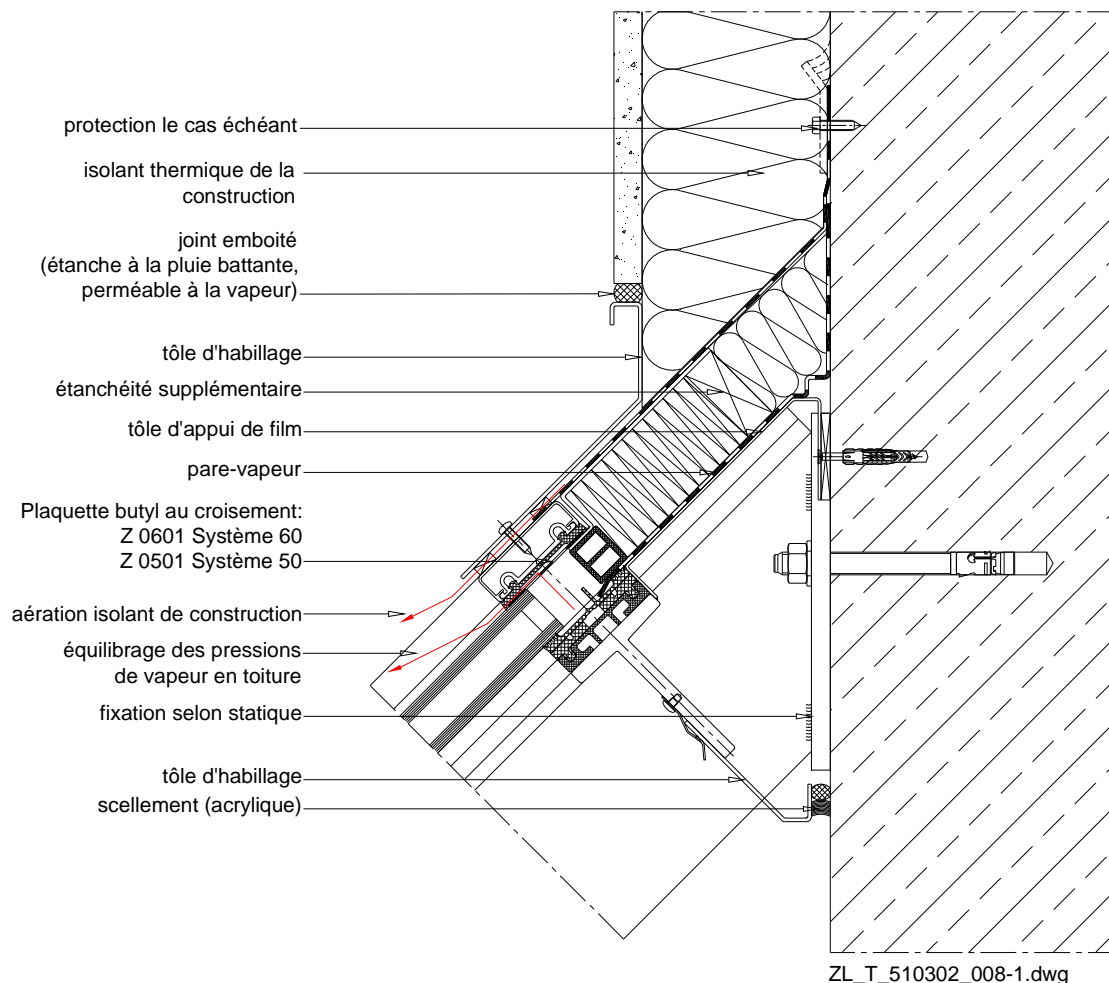 protection le cas échéant
isolant thermique de la
construction
joint emboité
(étanche à la pluie battante,
perméable à la vapeur)
tôle d'habillage
étanchéité supplémentaire
tôle d'appui de film
pare-vapeur
Plaquette butyl au croisement:
Z 0601 Système 60
Z 0501 Système 50
aération isolant de construction
équilibrage des pressions
de vapeur en toiture
fixation selon statique
tôle d'habillage
scellement (acrylique)
ZL_T_510302_008-1.dwg